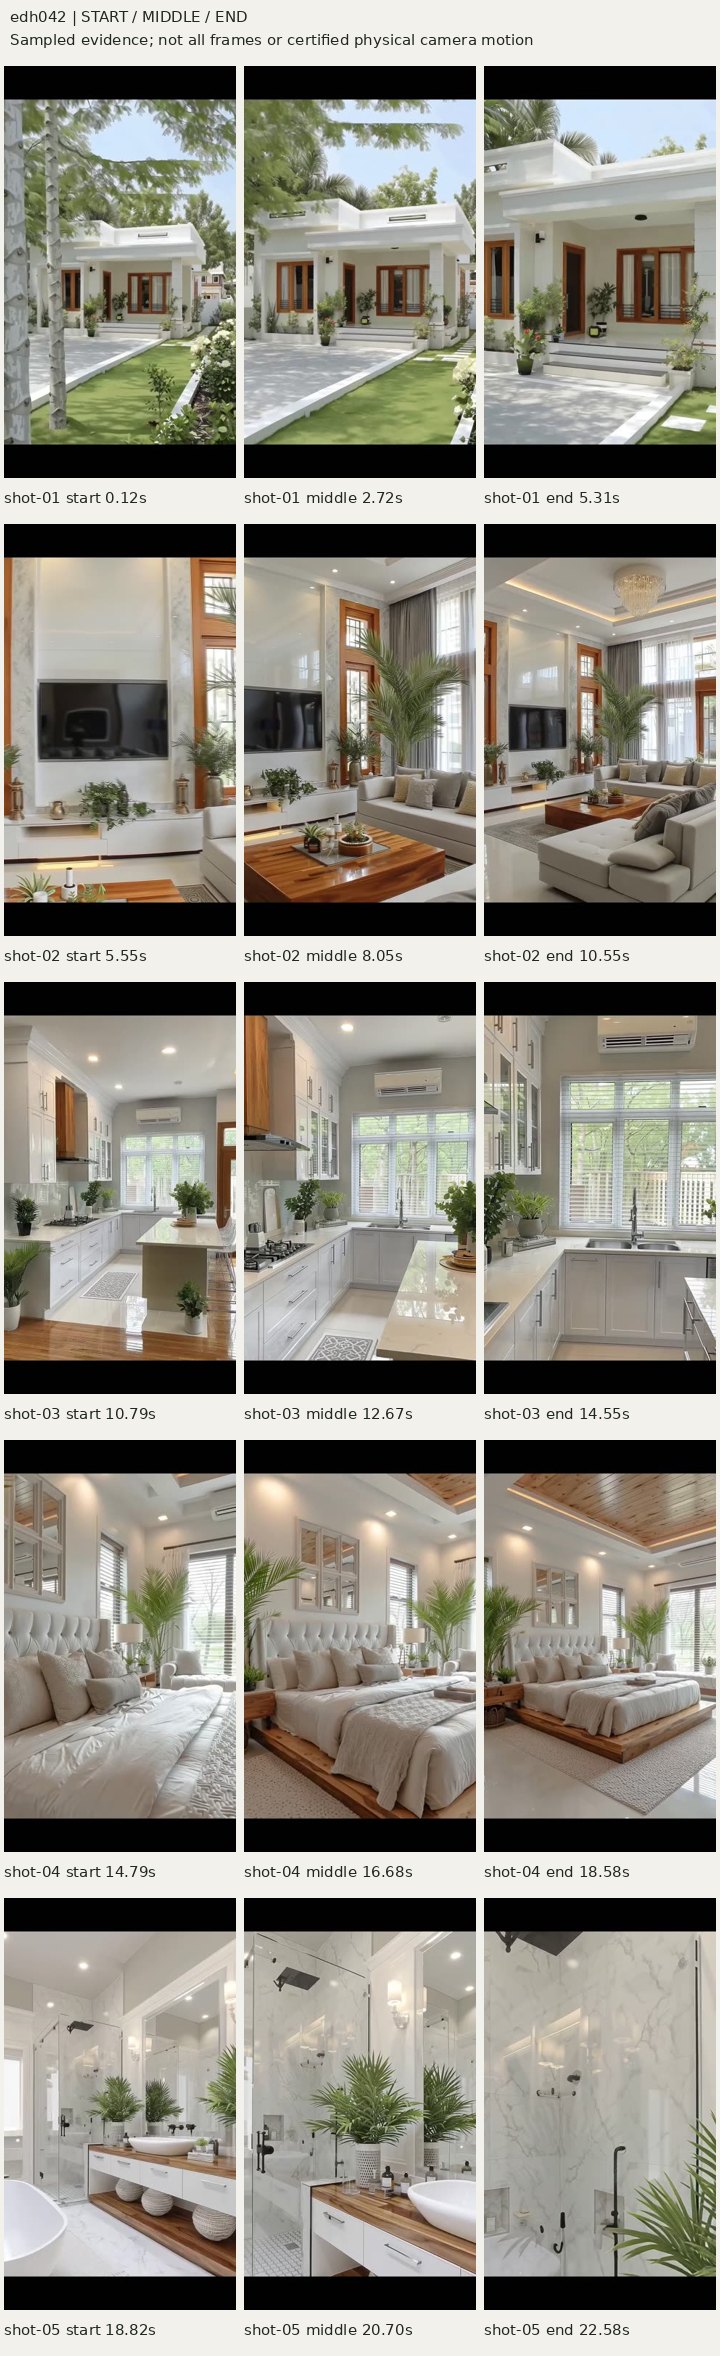 edh042 | START / MIDDLE / END
Sampled evidence; not all frames or certified physical camera motion
shot-01 start 0.12s
shot-01 middle 2.72s
shot-01 end 5.31s
shot-02 start 5.55s
shot-02 middle 8.05s
shot-02 end 10.55s
shot-03 start 10.79s
shot-03 middle 12.67s
shot-03 end 14.55s
shot-04 start 14.79s
shot-04 middle 16.68s
shot-04 end 18.58s
shot-05 start 18.82s
shot-05 middle 20.70s
shot-05 end 22.58s